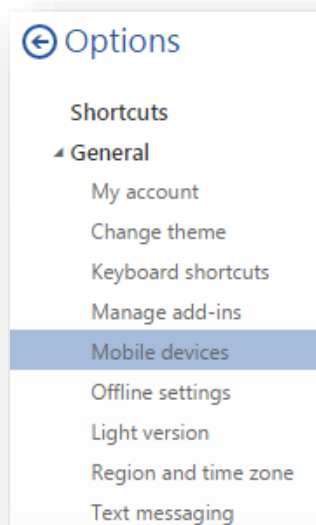 Options
Shortcuts
General
My account
Change theme
Keyboard shortcuts
Manage add-ins
Mobile devices
Offline settings
Light version
Region and time zone
Text messaging